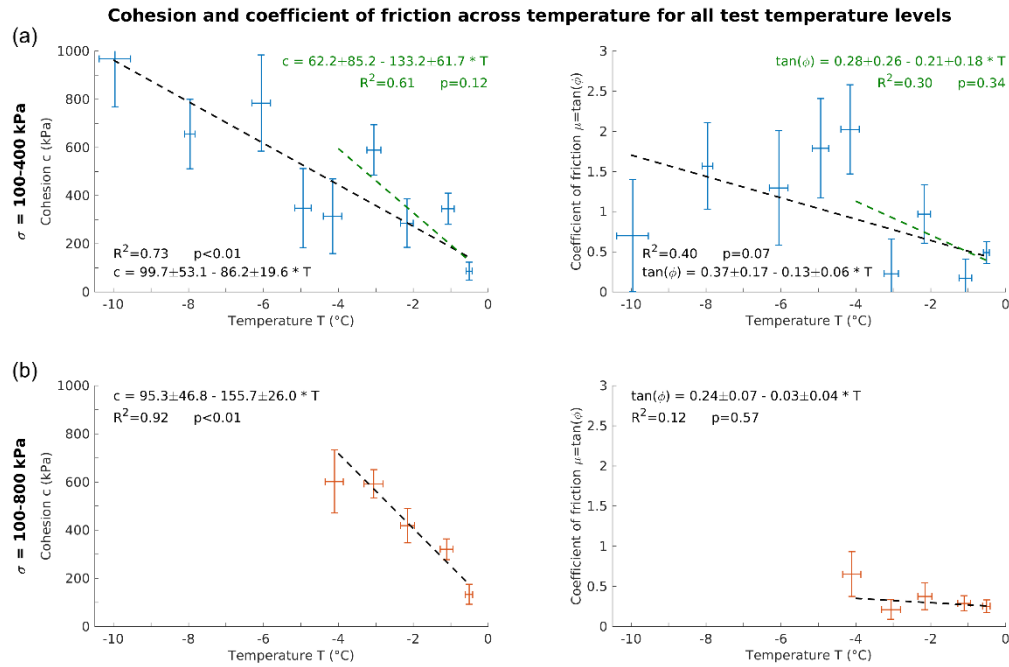 Cohesion and coefficient of friction across temperature for all test temperature levels
(a)
σ = 100-400 kPa
Cohesion c (kPa)
1000
800
600
400
200
0
c = 62.2+85.2 - 133.2+61.7 * T
R²=0.61 p=0.12
R²=0.73 p<0.01
c = 99.7±53.1 - 86.2±19.6 * T
-10 -8 -6 -4 -2 0
Temperature T (°C)
Coefficient of friction μ=tan(ϕ)
3
2.5
2
1.5
1
0.5
0
tan(ϕ) = 0.28+0.26 - 0.21+0.18 * T
R²=0.30 p=0.34
R²=0.40 p=0.07
tan(ϕ) = 0.37±0.17 - 0.13±0.06 * T
-10 -8 -6 -4 -2 0
Temperature T (°C)
(b)
σ = 100-800 kPa
Cohesion c (kPa)
1000
800
600
400
200
0
c = 95.3±46.8 - 155.7±26.0 * T
R²=0.92 p<0.01
-10 -8 -6 -4 -2 0
Temperature T (°C)
Coefficient of friction μ=tan(ϕ)
3
2.5
2
1.5
1
0.5
0
tan(ϕ) = 0.24±0.07 - 0.03±0.04 * T
R²=0.12 p=0.57
-10 -8 -6 -4 -2 0
Temperature T (°C)